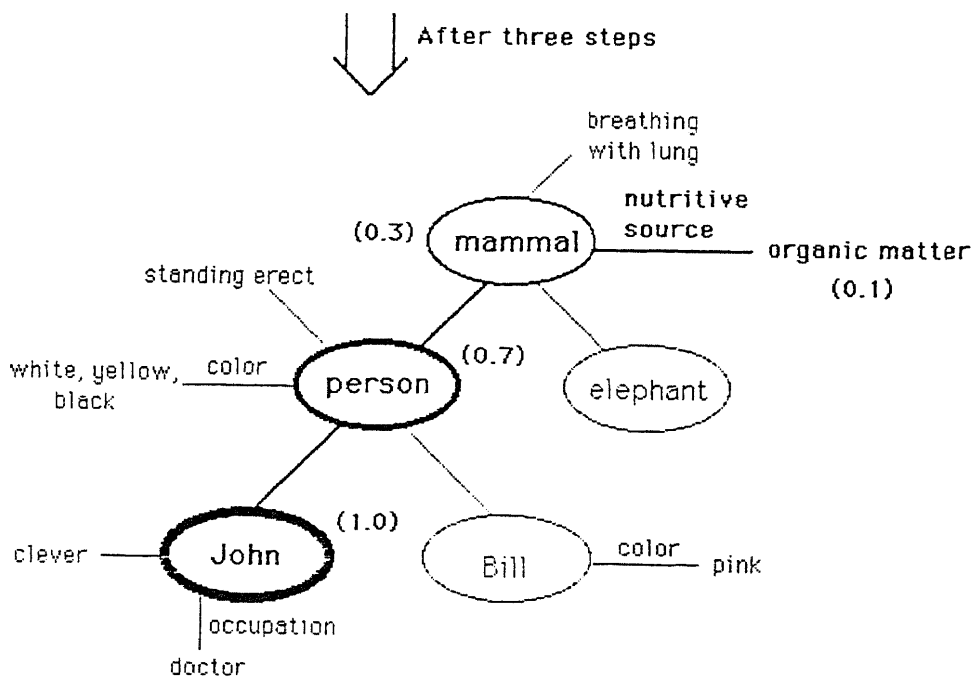 After three steps
breathing
with lung
nutritive
source
(0.3)
mammal
organic matter
(0.1)
standing erect
(0.7)
white, yellow,
black
color
person
elephant
(1.0)
clever
John
Bill
color
pink
occupation
doctor